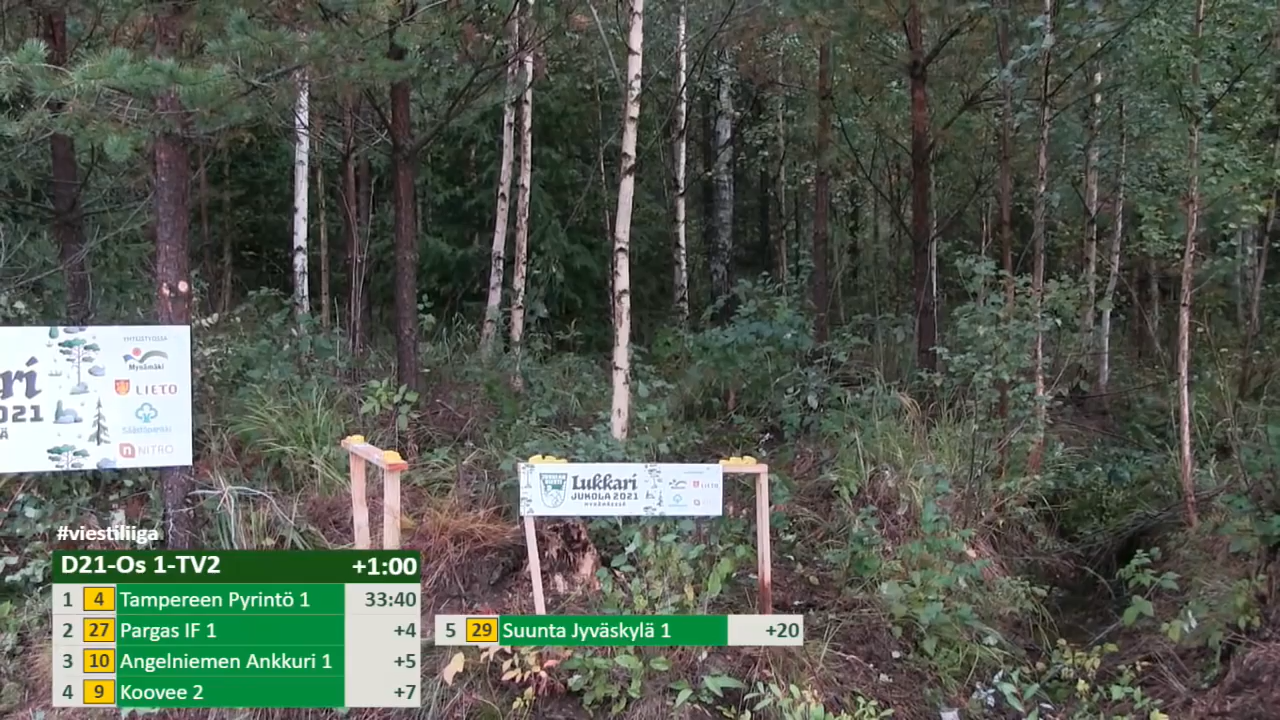 YHTEISTYÖSSÄ
Mynämäki
LIETO
Säästöpankki
NITRO
ri
021
Ä
Lukkari
JUKOLA 2021
LIETO
#viestiliiga
D21-Os 1-TV2 +1:00
1 4 Tampereen Pyrintö 1 33:40
2 27 Pargas IF 1 +4
3 10 Angelniemen Ankkuri 1 +5
4 9 Koovee 2 +7
5 29 Suunta Jyväskylä 1 +20